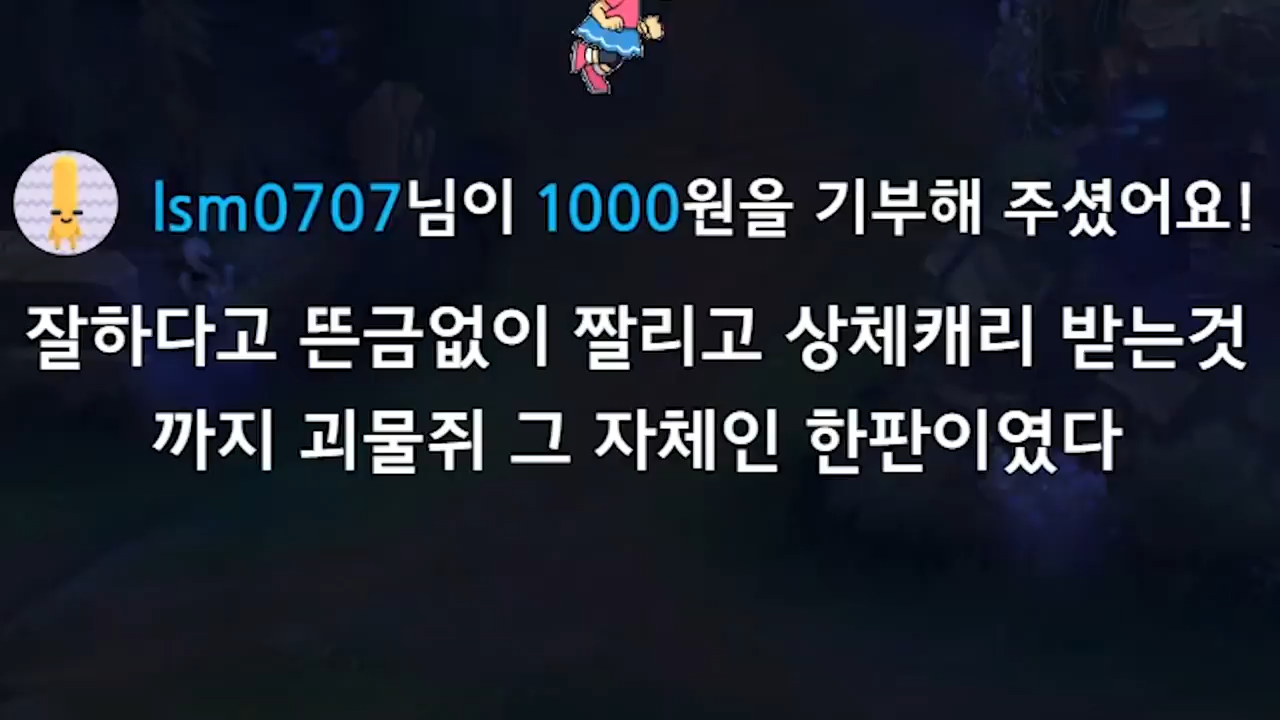 lsm0707님이 1000원을 기부해 주셨어요!
잘하다고 뜬금없이 짤리고 상체캐리 받는것
까지 괴물쥐 그 자체인 한판이였다